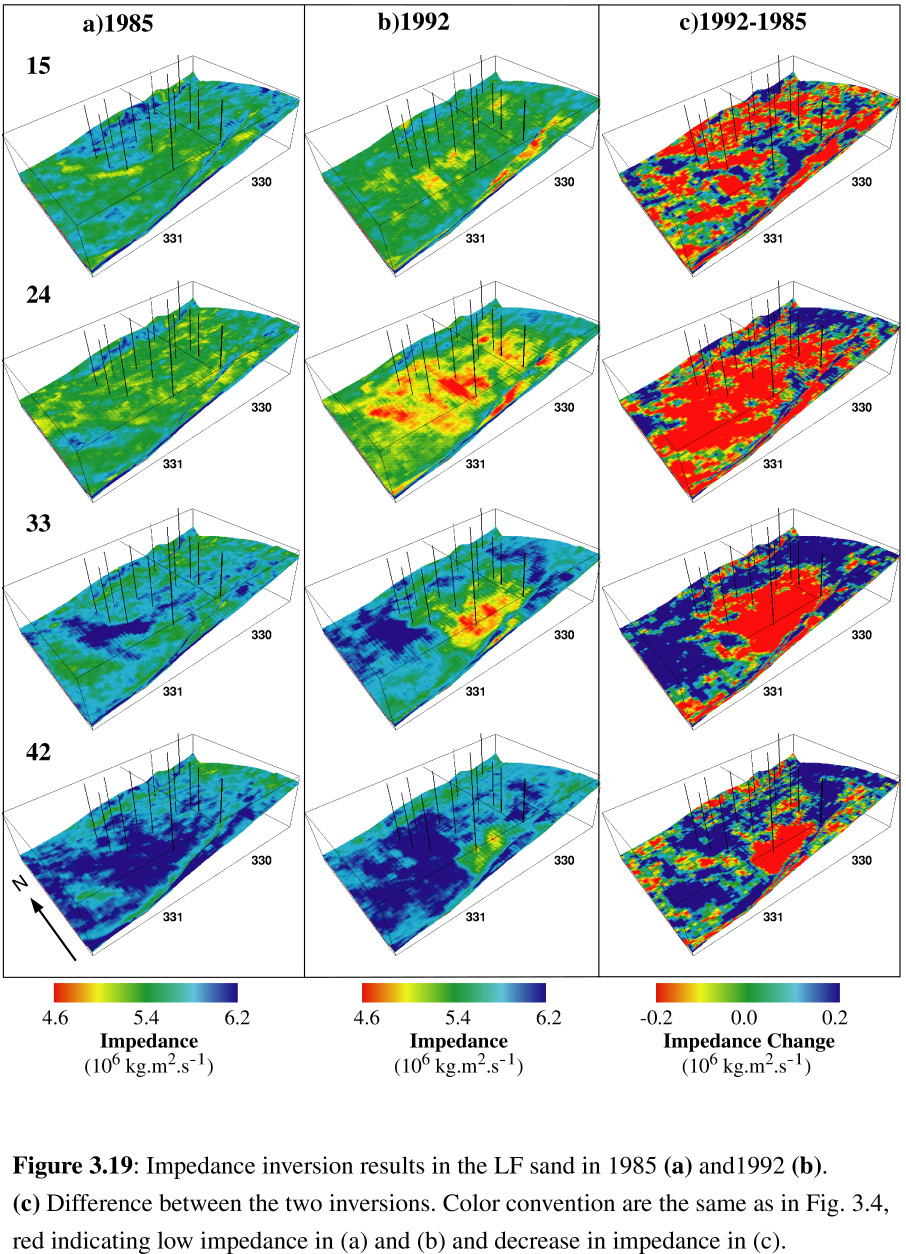 a)1985 b)1992 c)1992-1985
15
330 330 330
331 331 331
24
330 330 330
331 331 331
33
330 330 330
331 331 331
42
330 330 330
N
331 331 331
4.6 5.4 6.2 4.6 5.4 6.2 -0.2 0.0 0.2
Impedance Impedance Impedance Change
(10⁶ kg.m².s⁻¹) (10⁶ kg.m².s⁻¹) (10⁶ kg.m².s⁻¹)
Figure 3.19: Impedance inversion results in the LF sand in 1985 (a) and1992 (b).
(c) Difference between the two inversions. Color convention are the same as in Fig. 3.4,
red indicating low impedance in (a) and (b) and decrease in impedance in (c).